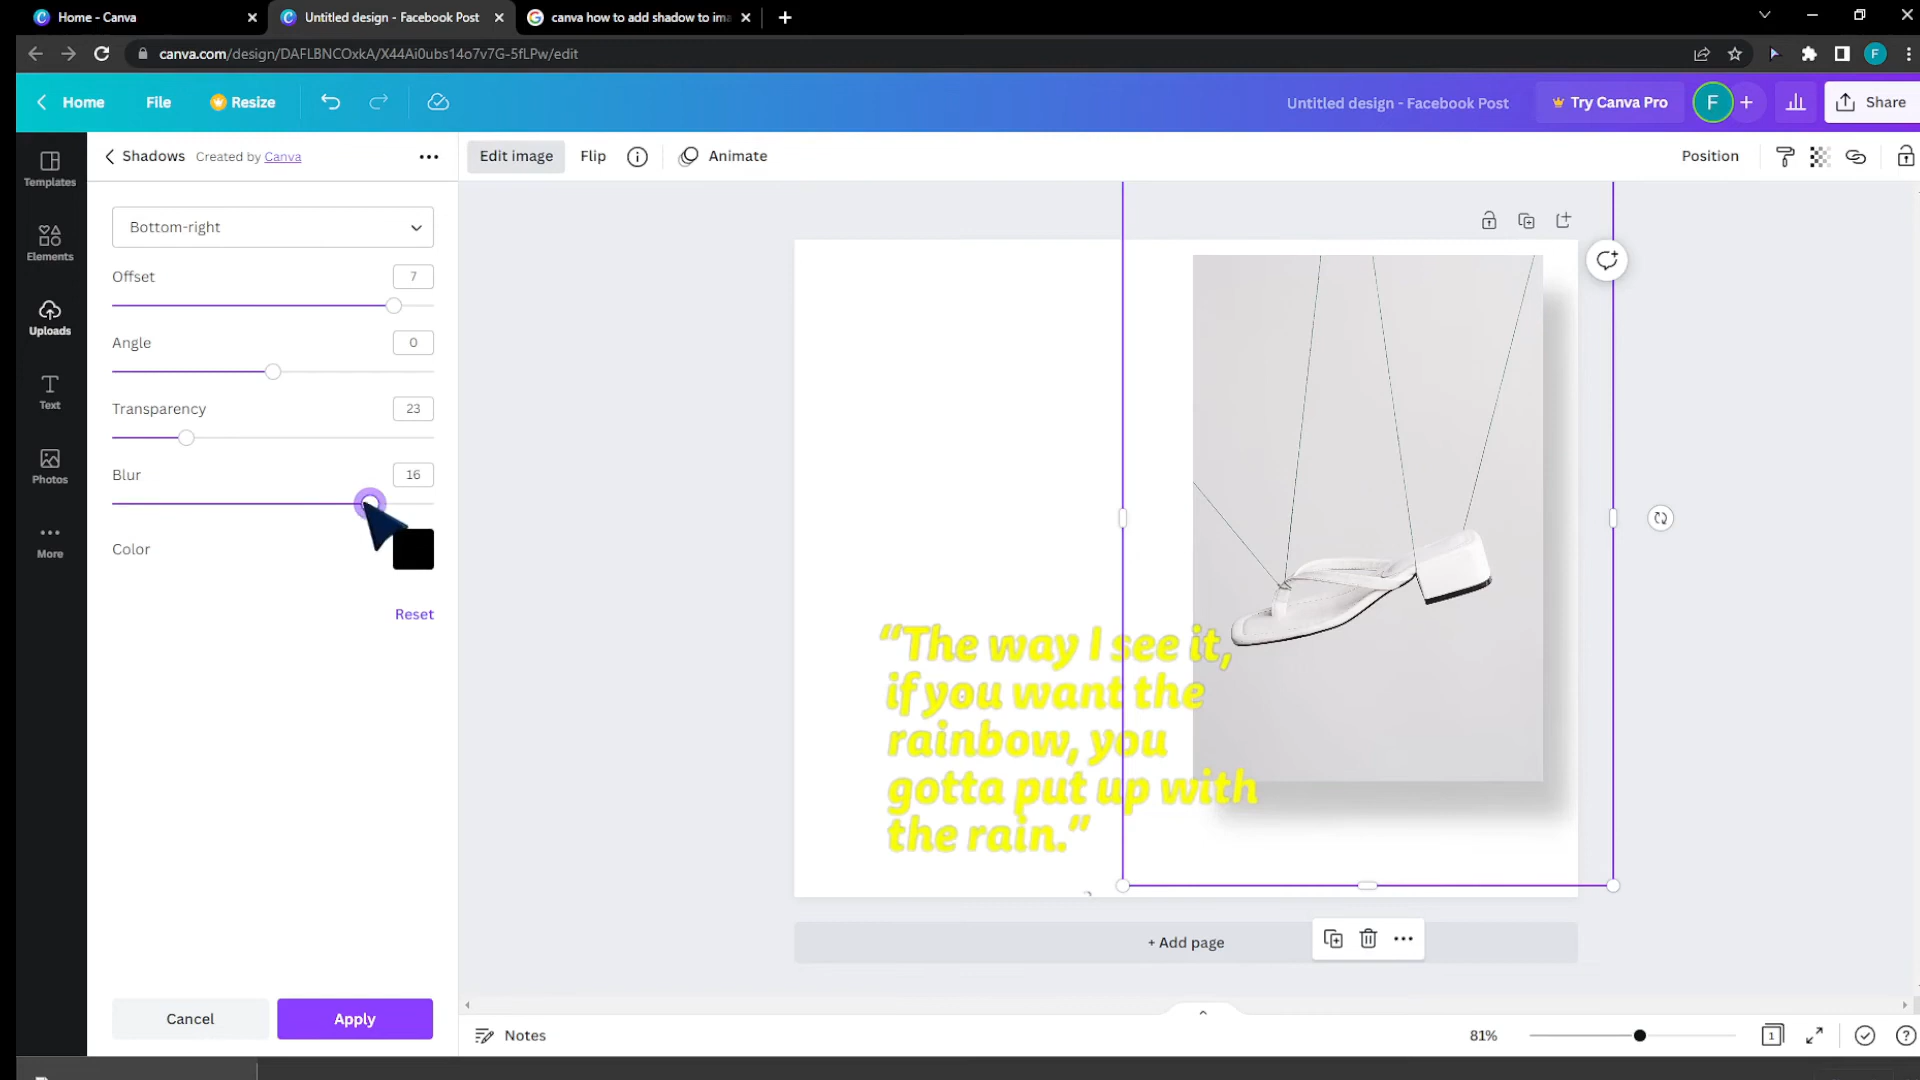 Home - Canva
Untitled design - Facebook Post
canva how to add shadow to ima
canva.com/design/DAFLBNCOxkA/X44Ai0ubs14o7v7G-5fLPw/edit
F
Home
File
Resize
Untitled design - Facebook Post
Try Canva Pro
F
Share
Templates
Elements
Uploads
Text
Photos
More
Shadows
Created by Canva
Edit image
Flip
Animate
Position
Bottom-right
Offset
7
Angle
0
Transparency
23
Blur
16
Color
Reset
Cancel
Apply
“The way I see it,
if you want the
rainbow, you
gotta put up with
the rain.”
+ Add page
Notes
81%
1